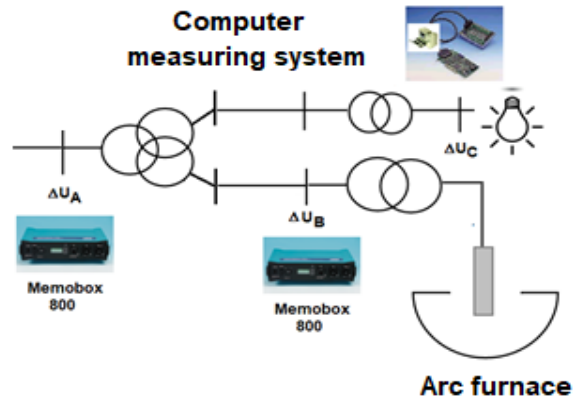 Computer
measuring system
ΔU_A
ΔU_C
ΔU_B
Memobox
800
Memobox
800
Arc furnace